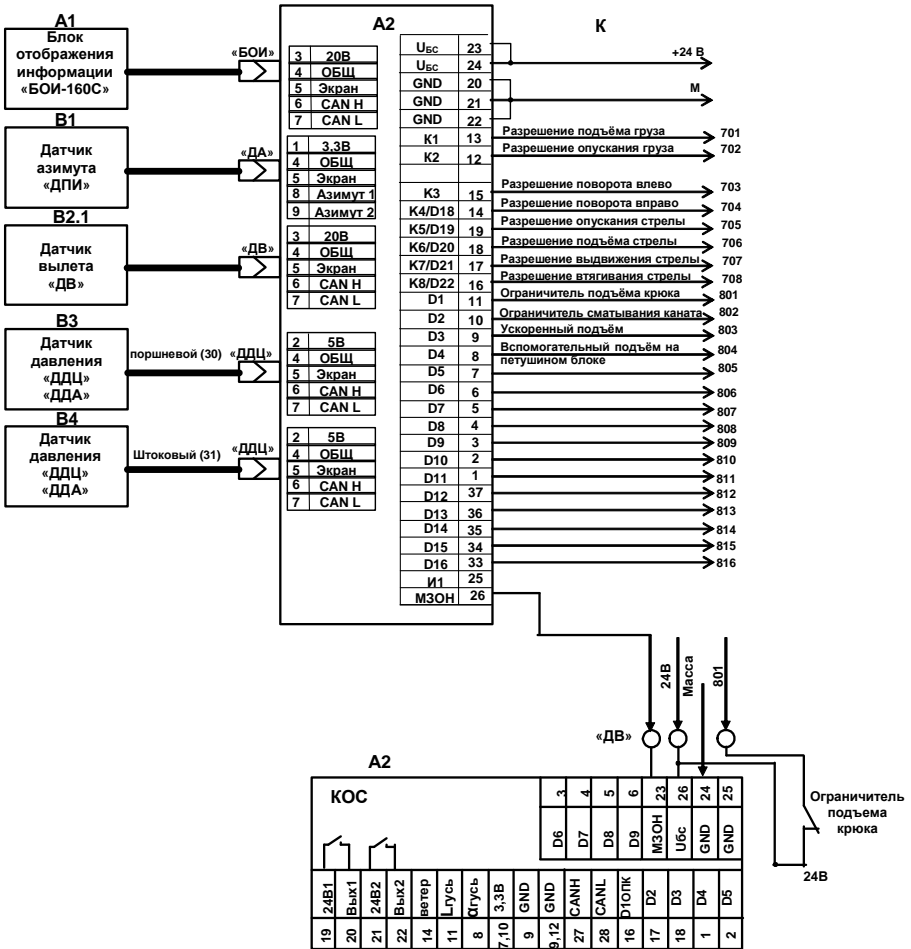 А1
Блок
отображения
информации
«БОИ-160С»
«БОИ»
В1
Датчик
азимута
«ДПИ»
«ДА»
В2.1
Датчик
вылета
«ДВ»
«ДВ»
В3
Датчик
давления
«ДДЦ»
«ДДА»
поршневой (30)
«ДДЦ»
В4
Датчик
давления
«ДДЦ»
«ДДА»
Штоковый (31)
«ДДЦ»
А2
3 20В
4 ОБЩ
5 Экран
6 CAN H
7 CAN L
1 3,3В
4 ОБЩ
5 Экран
8 Азимут 1
9 Азимут 2
3 20В
4 ОБЩ
5 Экран
6 CAN H
7 CAN L
2 5В
4 ОБЩ
5 Экран
6 CAN H
7 CAN L
2 5В
4 ОБЩ
5 Экран
6 CAN H
7 CAN L
К
UБС 23
UБС 24 +24 В
GND 20
GND 21 М
GND 22
К1 13 Разрешение подъёма груза 701
К2 12 Разрешение опускания груза 702
К3 15 Разрешение поворота влево 703
К4/D18 14 Разрешение поворота вправо 704
К5/D19 19 Разрешение опускания стрелы 705
К6/D20 18 Разрешение подъёма стрелы 706
К7/D21 17 Разрешение выдвижения стрелы 707
К8/D22 16 Разрешение втягивания стрелы 708
D1 11 Ограничитель подъёма крюка 801
D2 10 Ограничитель сматывания каната 802
D3 9 Ускоренный подъём 803
D4 8 Вспомогательный подъём на 804
петушином блоке
D5 7 805
D6 6 806
D7 5 807
D8 4 808
D9 3 809
D10 2 810
D11 1 811
D12 37 812
D13 36 813
D14 35 814
D15 34 815
D16 33 816
И1 25
МЗОН 26
24В
Масса
801
«ДВ»
А2
КОС
3 4 5 6 23 26 24 25
D6 D7 D8 D9 МЗОН Uбс GND GND
Ограничитель
подъема
крюка
24В
24В1 Вых1 24В2 Вых2 ветер Lгусь αгусь 3,3В GND GND CANH CANL D1ОПК D2 D3 D4 D5
19 20 21 22 14 11 8 7,10 9 9,12 27 28 16 17 18 1 2